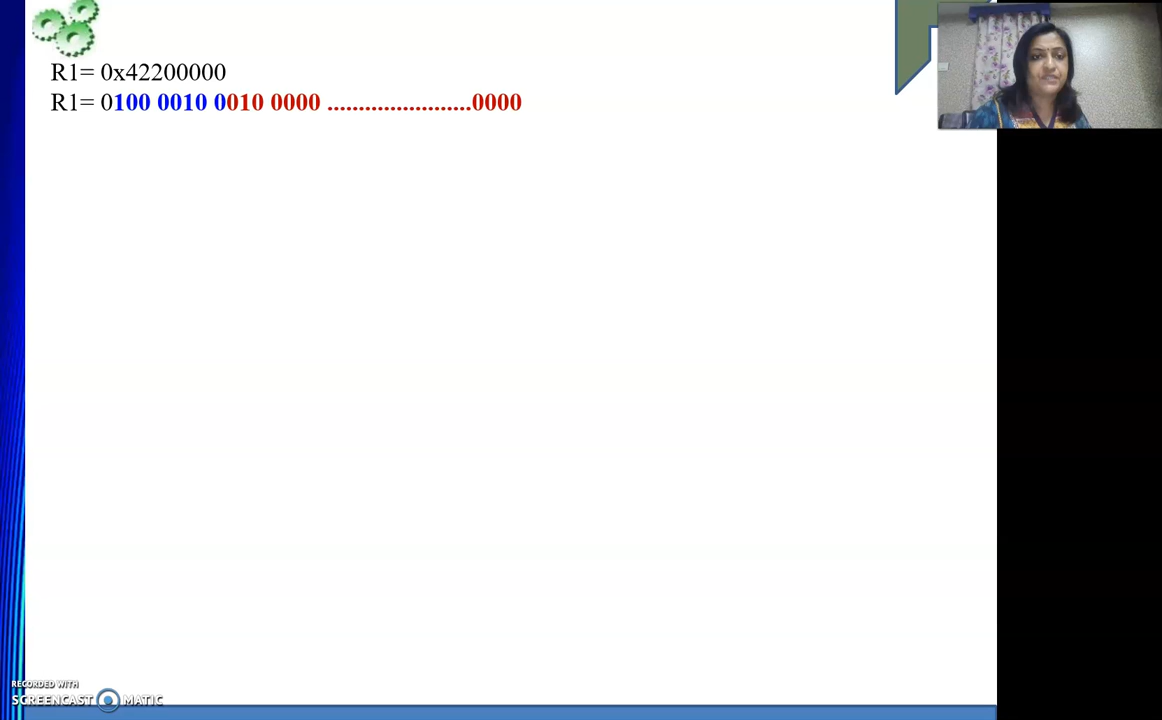 R1= 0x42200000
R1= 0100 0010 0010 0000 .......................0000
RECORDED WITH
SCREENCAST MATIC